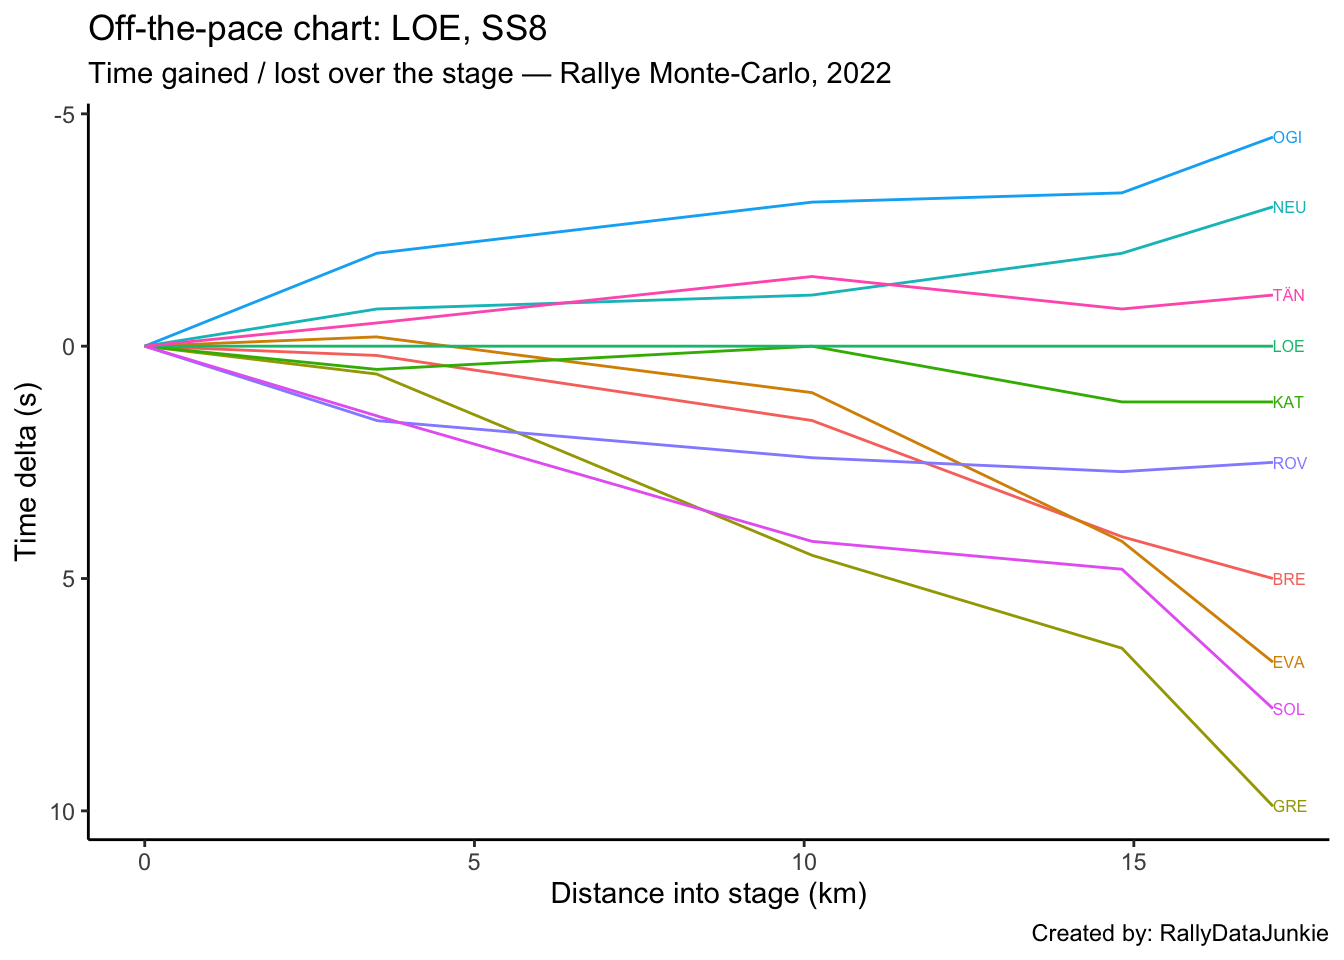 Off-the-pace chart: LOE, SS8
Time gained / lost over the stage — Rallye Monte-Carlo, 2022
-5
0
5
10
Time delta (s)
OGI
NEU
TÄN
LOE
KAT
ROV
BRE
EVA
SOL
GRE
0 5 10 15
Distance into stage (km)
Created by: RallyDataJunkie